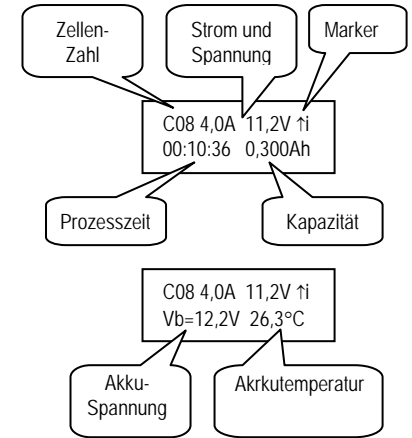 Zellen-
Zahl
Strom und
Spannung
Marker
C08 4,0A 11,2V ↑i
00:10:36 0,300Ah
Prozesszeit
Kapazität
C08 4,0A 11,2V ↑i
Vb=12,2V 26,3°C
Akku-
Spannung
Akrkutemperatur